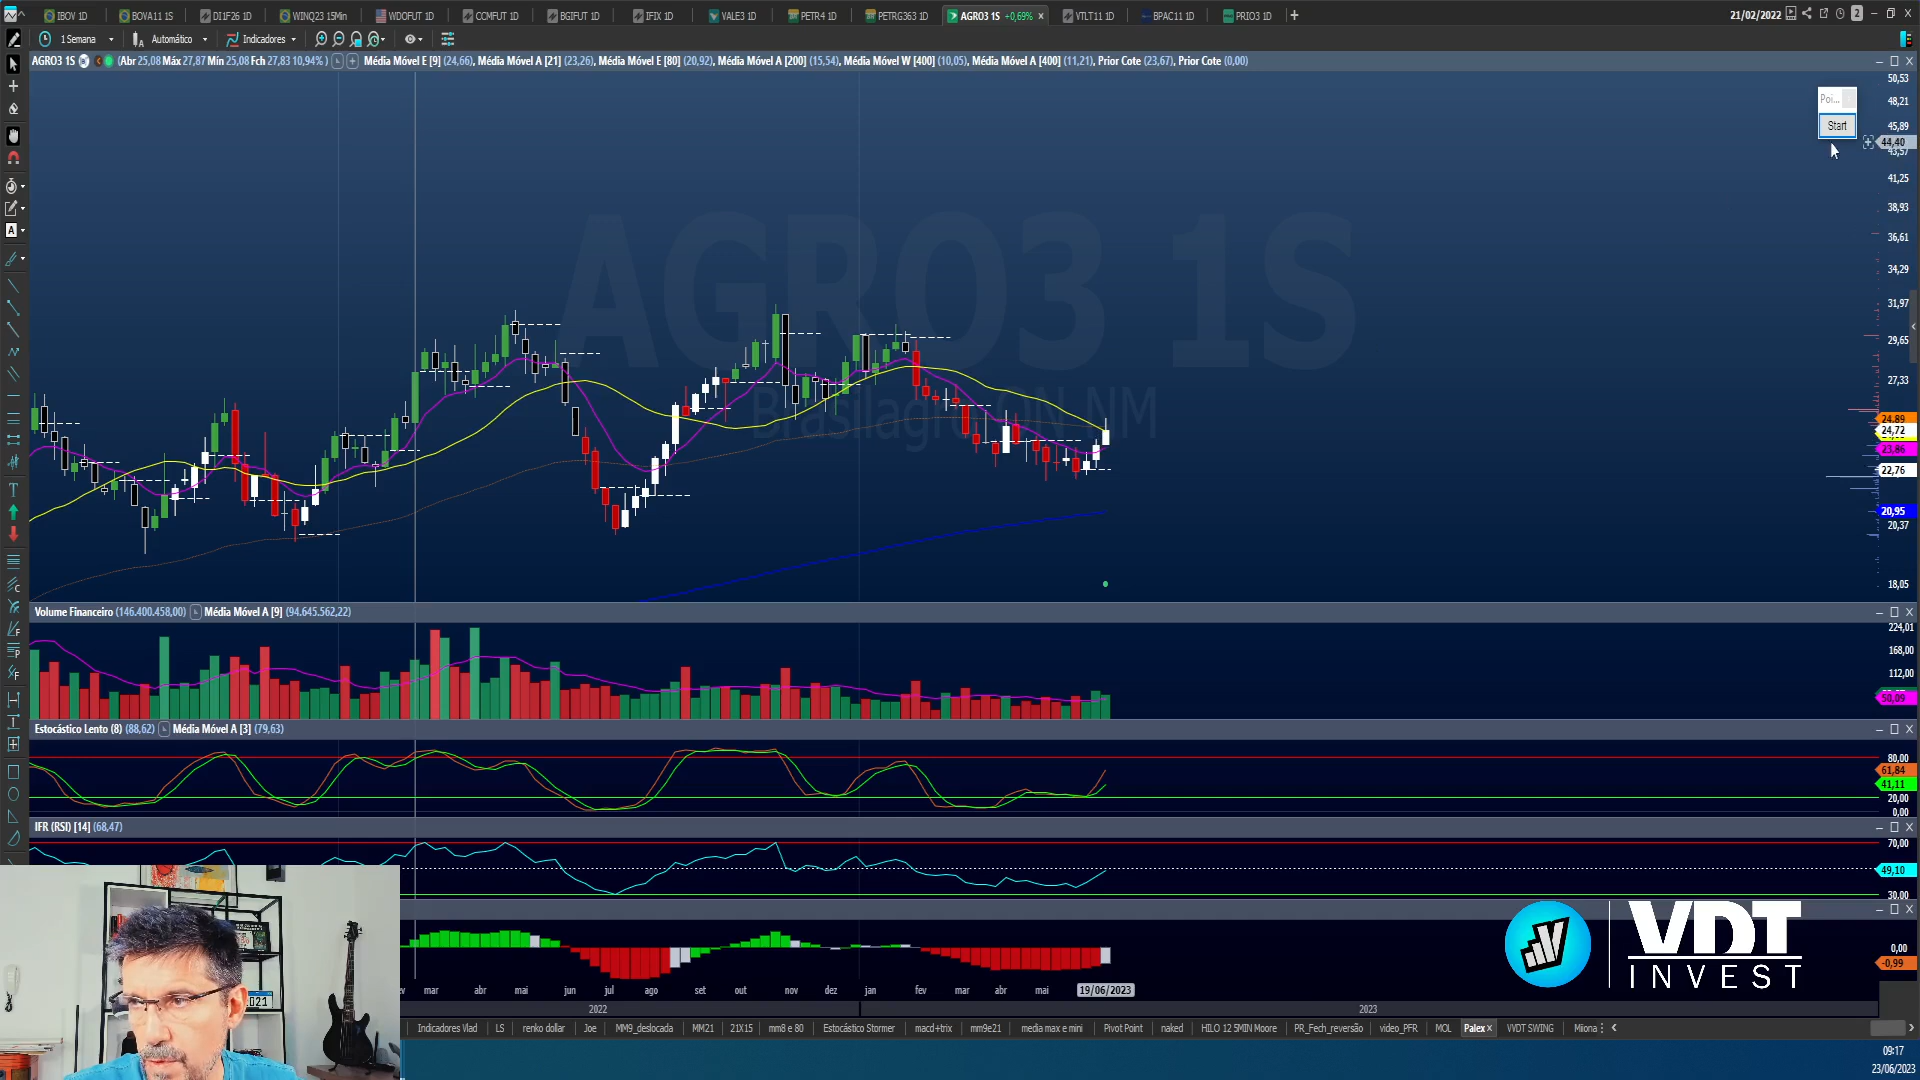 IBOV 1D
BOVA11 1S
DI1F26 1D
WINQ23 15Min
WDOFUT 1D
CCMFUT 1D
BGIFUT 1D
IFIX 1D
VALE3 1D
PETR4 1D
PETRG363 1D
AGRO3 1S +0,69% x
VTLT11 1D
BPAC11 1D
PRIO3 1D
+
21/02/2022
2
1 Semana
Automático
Indicadores
AGRO3 1S (Abr 25,08 Máx 27,87 Mín 25,08 Fch 27,83 10,94% )
Média Móvel E [9] (24,66), Média Móvel A [21] (23,26), Média Móvel E [80] (20,92), Média Móvel A [200] (15,54), Média Móvel W [400] (10,05), Média Móvel A [400] (11,21), Prior Cote (23,67), Prior Cote (0,00)
AGRO3 1S
Brasilagro ON NM
Poi...
Start
50,53
48,21
45,89
44,40
43,57
41,25
38,93
36,61
34,29
31,97
29,65
27,33
24,89
24,72
23,86
22,76
20,95
20,37
18,05
Volume Financeiro (146.400.458,00) Média Móvel A [9] (94.645.562,22)
224,01
168,00
112,00
50,09
Estocástico Lento (8) (88,62) Média Móvel A [3] (79,63)
80,00
61,84
41,11
20,00
0,00
IFR (RSI) [14] (68,47)
70,00
49,10
30,00
0,00
-0,99
VDT
INVEST
mar abr mai jun jul ago set out nov dez jan fev mar abr mai 19/06/2023
2022 2023
Indicadores Vlad LS renko dollar Joe MM9_deslocada MM21 21X15 mm8 e 80 Estocástico Stormer macd+trix mm9e21 media max e mini Pivot Point naked HILO 12 5MIN Moore PR_Fech_reversão video_PFR MOL Palex x VVDT SWING Miiona
09:17
23/06/2023